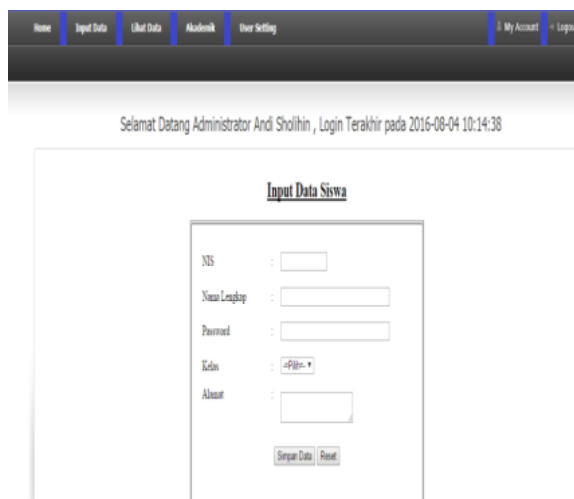 Home Input Data Lihat Data Akademik User Setting My Account Logou
Selamat Datang Administrator Andi Sholihin , Login Terakhir pada 2016-08-04 10:14:38
Input Data Siswa
NIS :
Nama Lengkap :
Password :
Kelas : -=Pilih=-
Alamat :
Simpan Data Reset